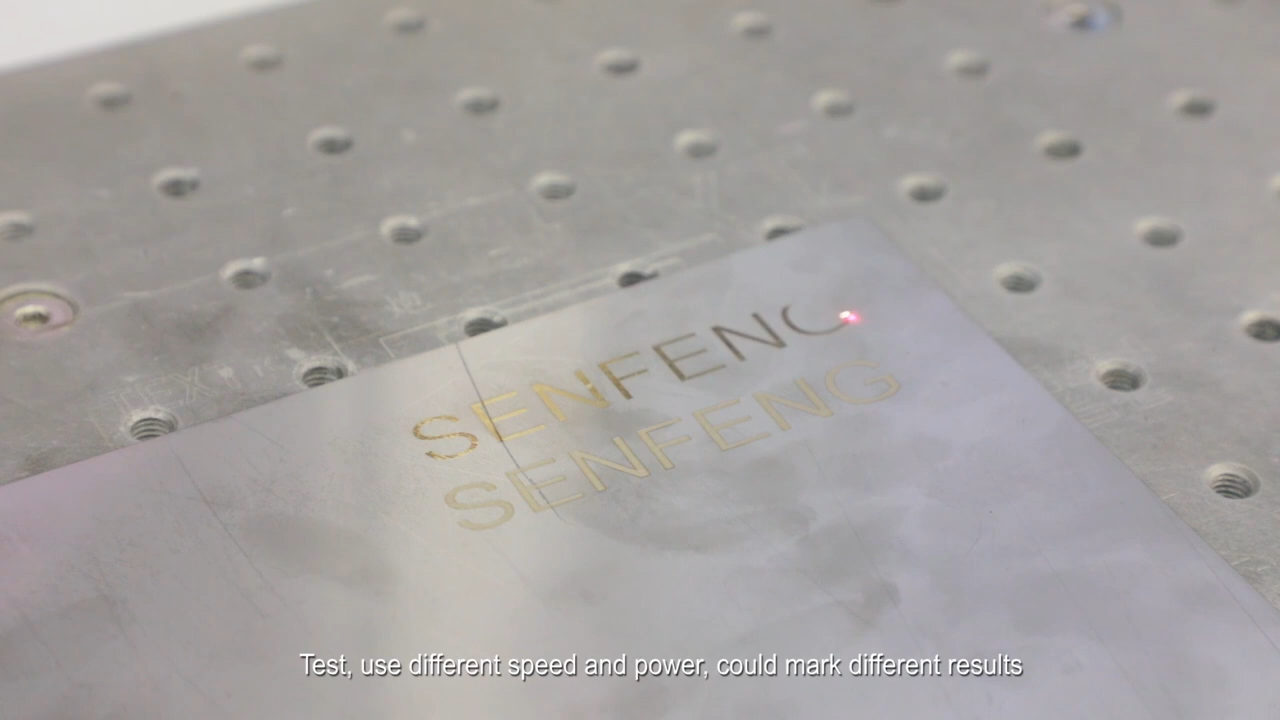 SENFENC
SENFENG
Test, use different speed and power, could mark different results